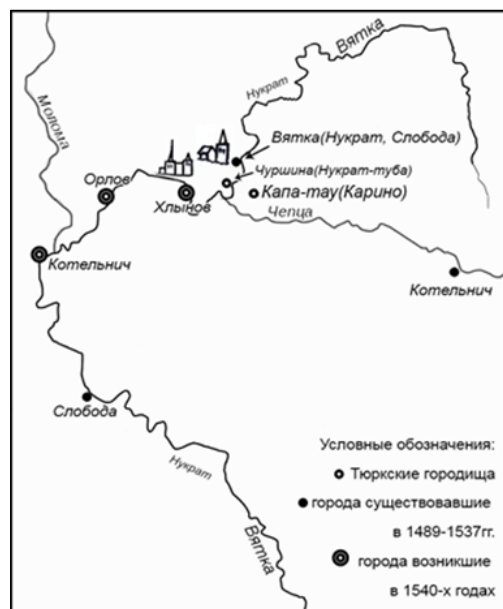 Вятка
Нукрат
Молома
Вятка(Нукрат, Слобода)
Чуршина(Нукрат-туба)
Орлов
Хлынов
Капа-тау(Карино)
Чепца
Котельнич
Котельнич
Слобода
Нукрат
Вятка
Условные обозначения:
Тюркские городища
города существовавшие
в 1489-1537гг.
города возникшие
в 1540-х годах